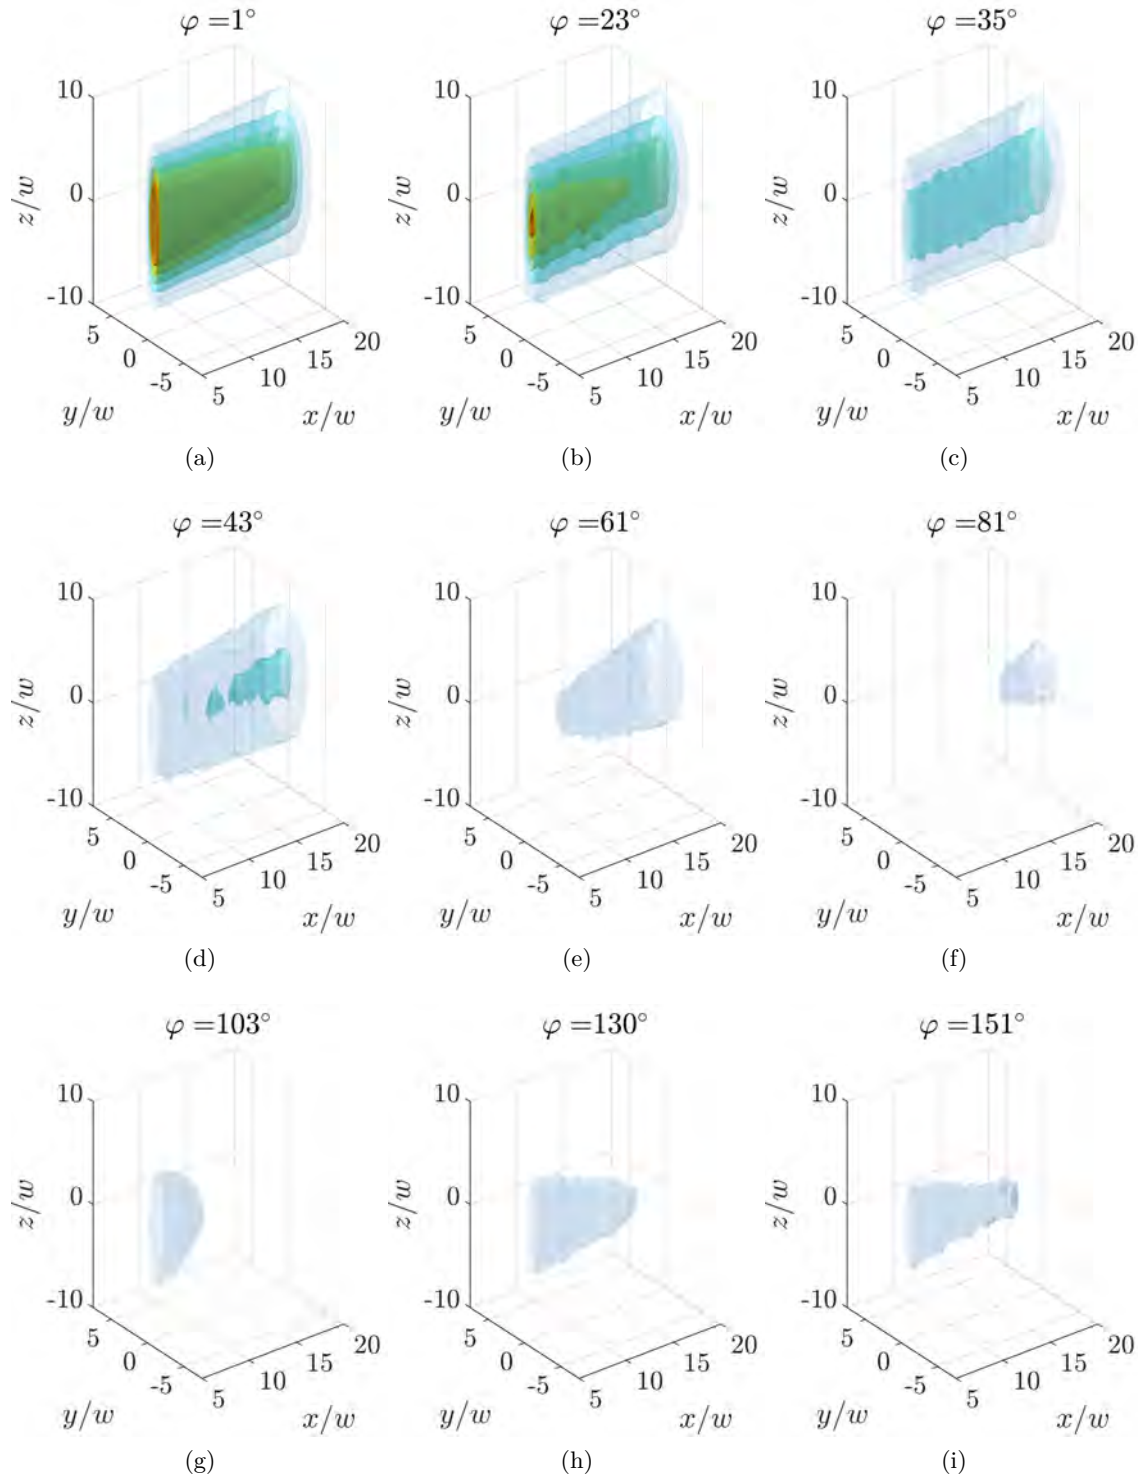 φ =1° φ =23° φ =35°
10 10 10
z/w 0 z/w 0 z/w 0
-10 -10 -10
5 0 -5 5 10 15 20 5 0 -5 5 10 15 20 5 0 -5 5 10 15 20
y/w x/w y/w x/w y/w x/w
(a) (b) (c)
φ =43° φ =61° φ =81°
10 10 10
z/w 0 z/w 0 z/w 0
-10 -10 -10
5 0 -5 5 10 15 20 5 0 -5 5 10 15 20 5 0 -5 5 10 15 20
y/w x/w y/w x/w y/w x/w
(d) (e) (f)
φ =103° φ =130° φ =151°
10 10 10
z/w 0 z/w 0 z/w 0
-10 -10 -10
5 0 -5 5 10 15 20 5 0 -5 5 10 15 20 5 0 -5 5 10 15 20
y/w x/w y/w x/w y/w x/w
(g) (h) (i)